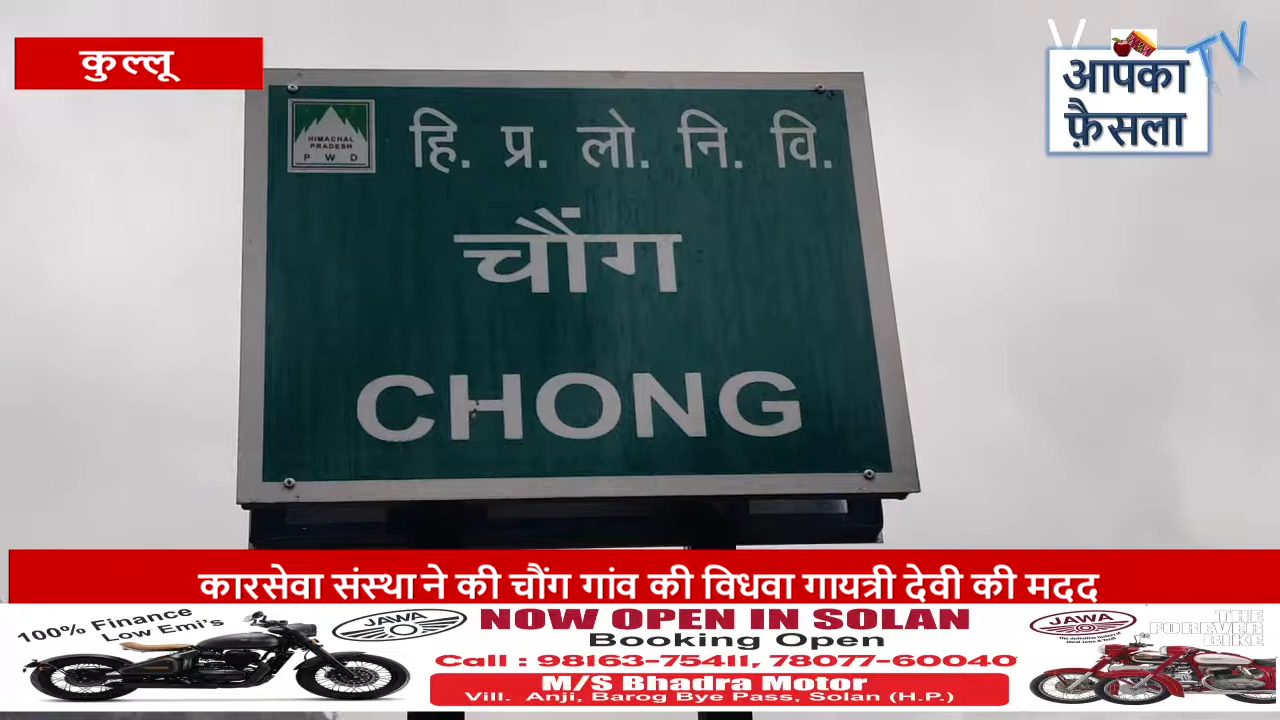 कुल्लू
V TV
आपका
फ़ैसला
HIMACHAL
PRADESH
P W D
हि. प्र. लो. नि. वि.
चौंग
CHONG
कारसेवा संस्था ने की चौंग गांव की विधवा गायत्री देवी की मदद
100% Finance
Low Emi's
JAWA
NOW OPEN IN SOLAN
Booking Open
Call : 98163-75411, 78077-60040
M/S Bhadra Motor
Vill. Anji, Barog Bye Pass, Solan (H.P.)
JAWA
THE
FOREVER
BIKE